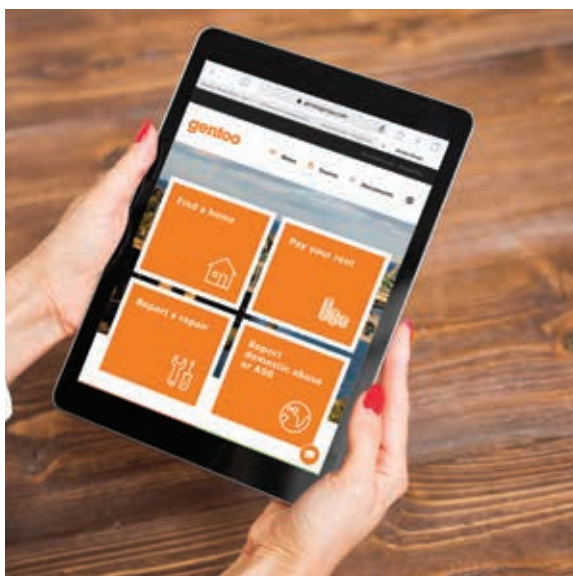 gentoo
Find a home
Pay your rent
Report a repair
Report
domestic abuse
or ASB